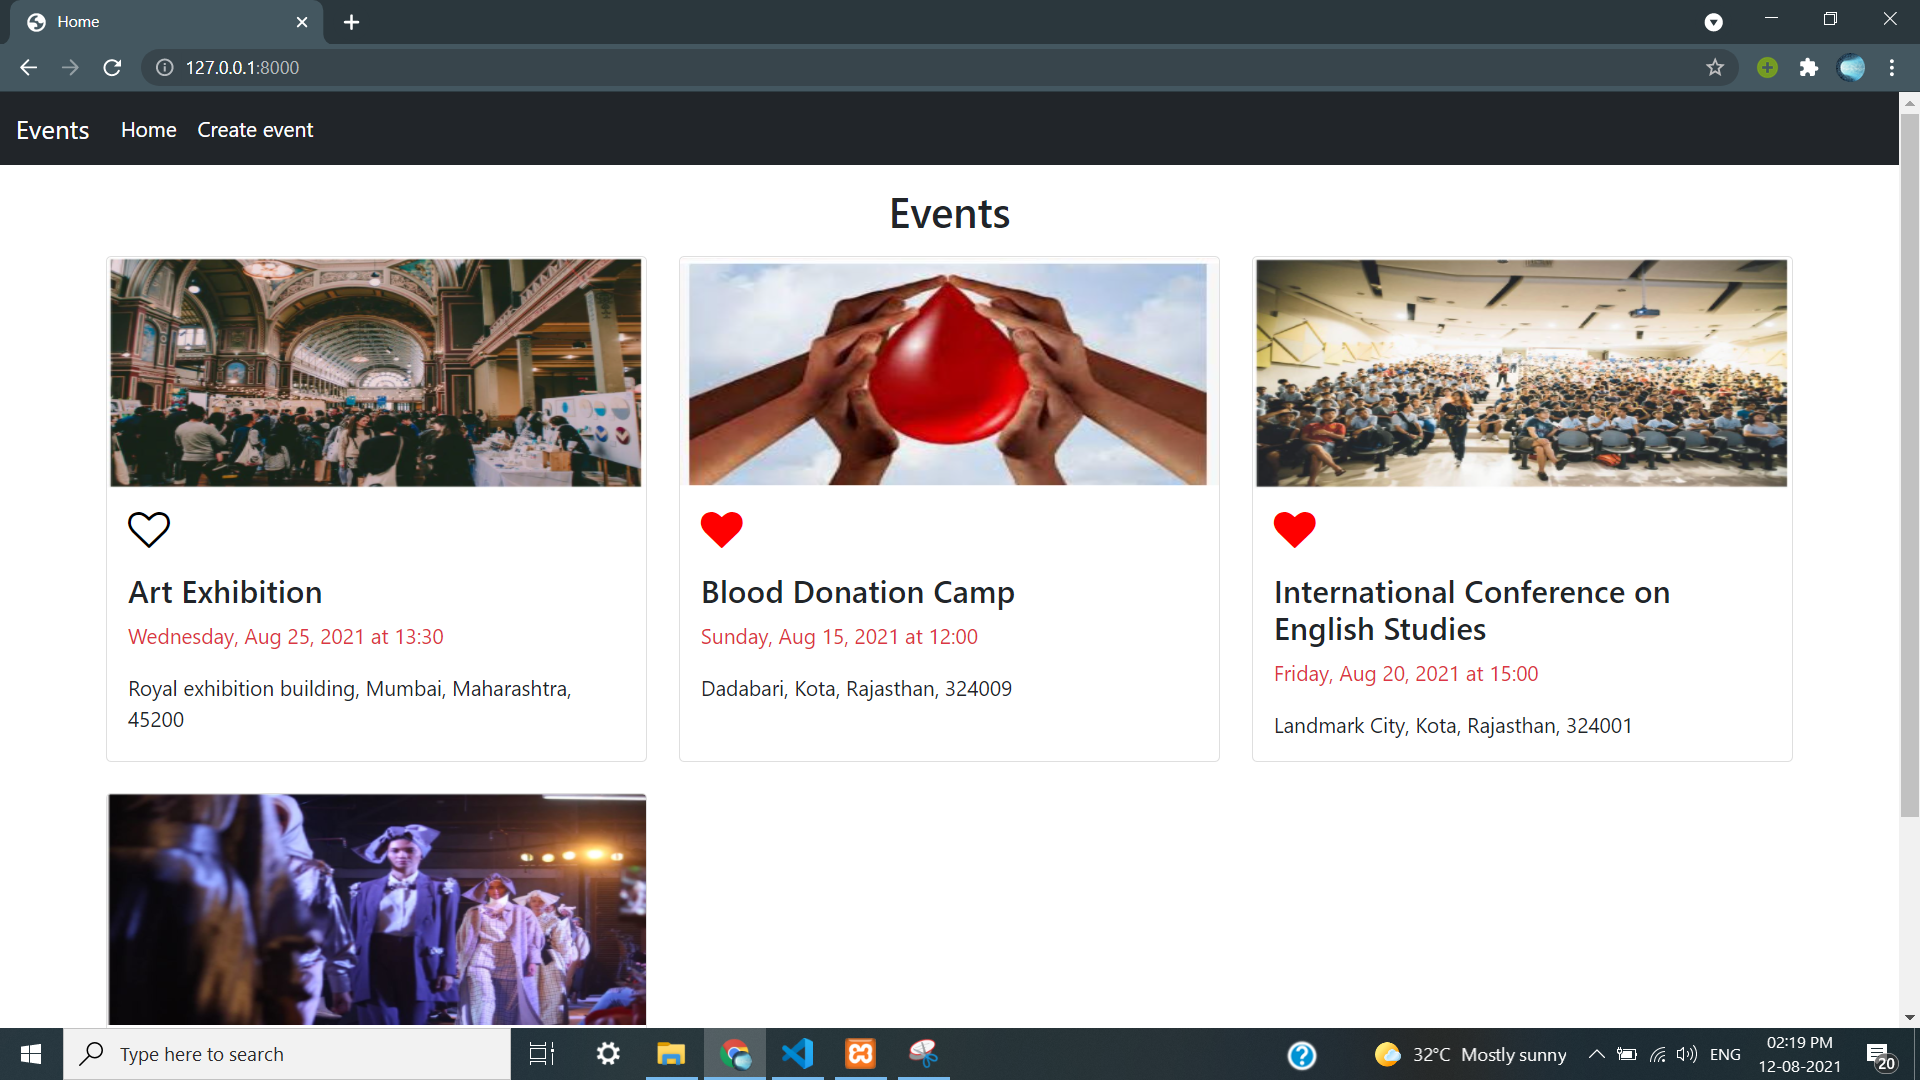 Home
127.0.0.1:8000
Events Home Create event
Events
Art Exhibition
Wednesday, Aug 25, 2021 at 13:30
Royal exhibition building, Mumbai, Maharashtra,
45200
Blood Donation Camp
Sunday, Aug 15, 2021 at 12:00
Dadabari, Kota, Rajasthan, 324009
International Conference on
English Studies
Friday, Aug 20, 2021 at 15:00
Landmark City, Kota, Rajasthan, 324001
Type here to search
32°C Mostly sunny
ENG
02:19 PM
12-08-2021
20